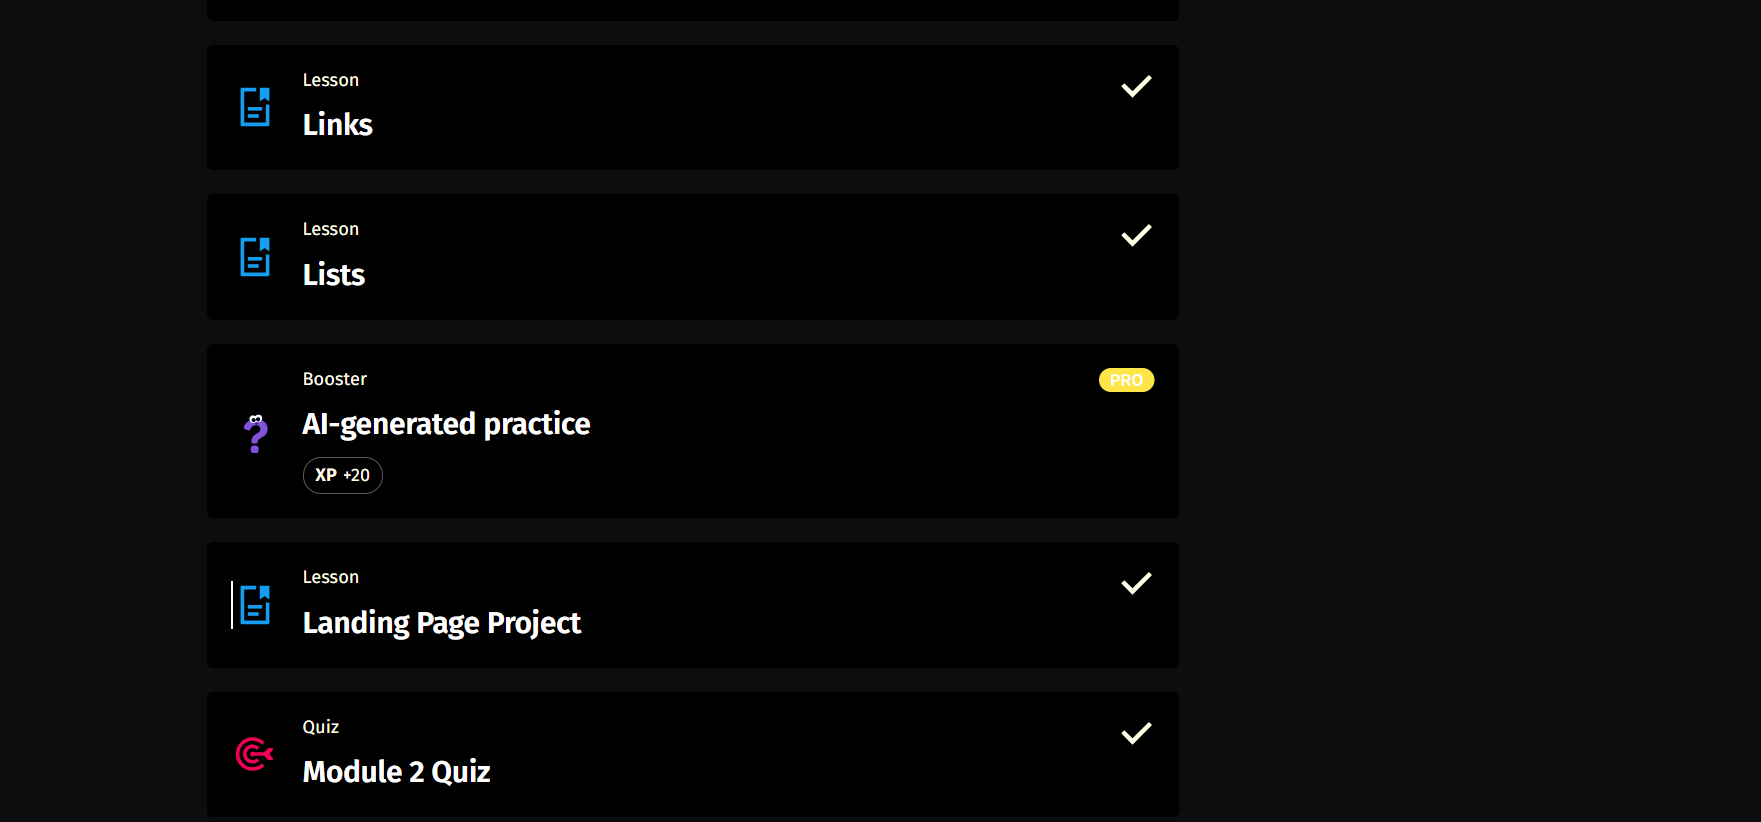 Lesson
Links
Lesson
Lists
Booster
PRO
AI-generated practice
XP +20
Lesson
Landing Page Project
Quiz
Module 2 Quiz